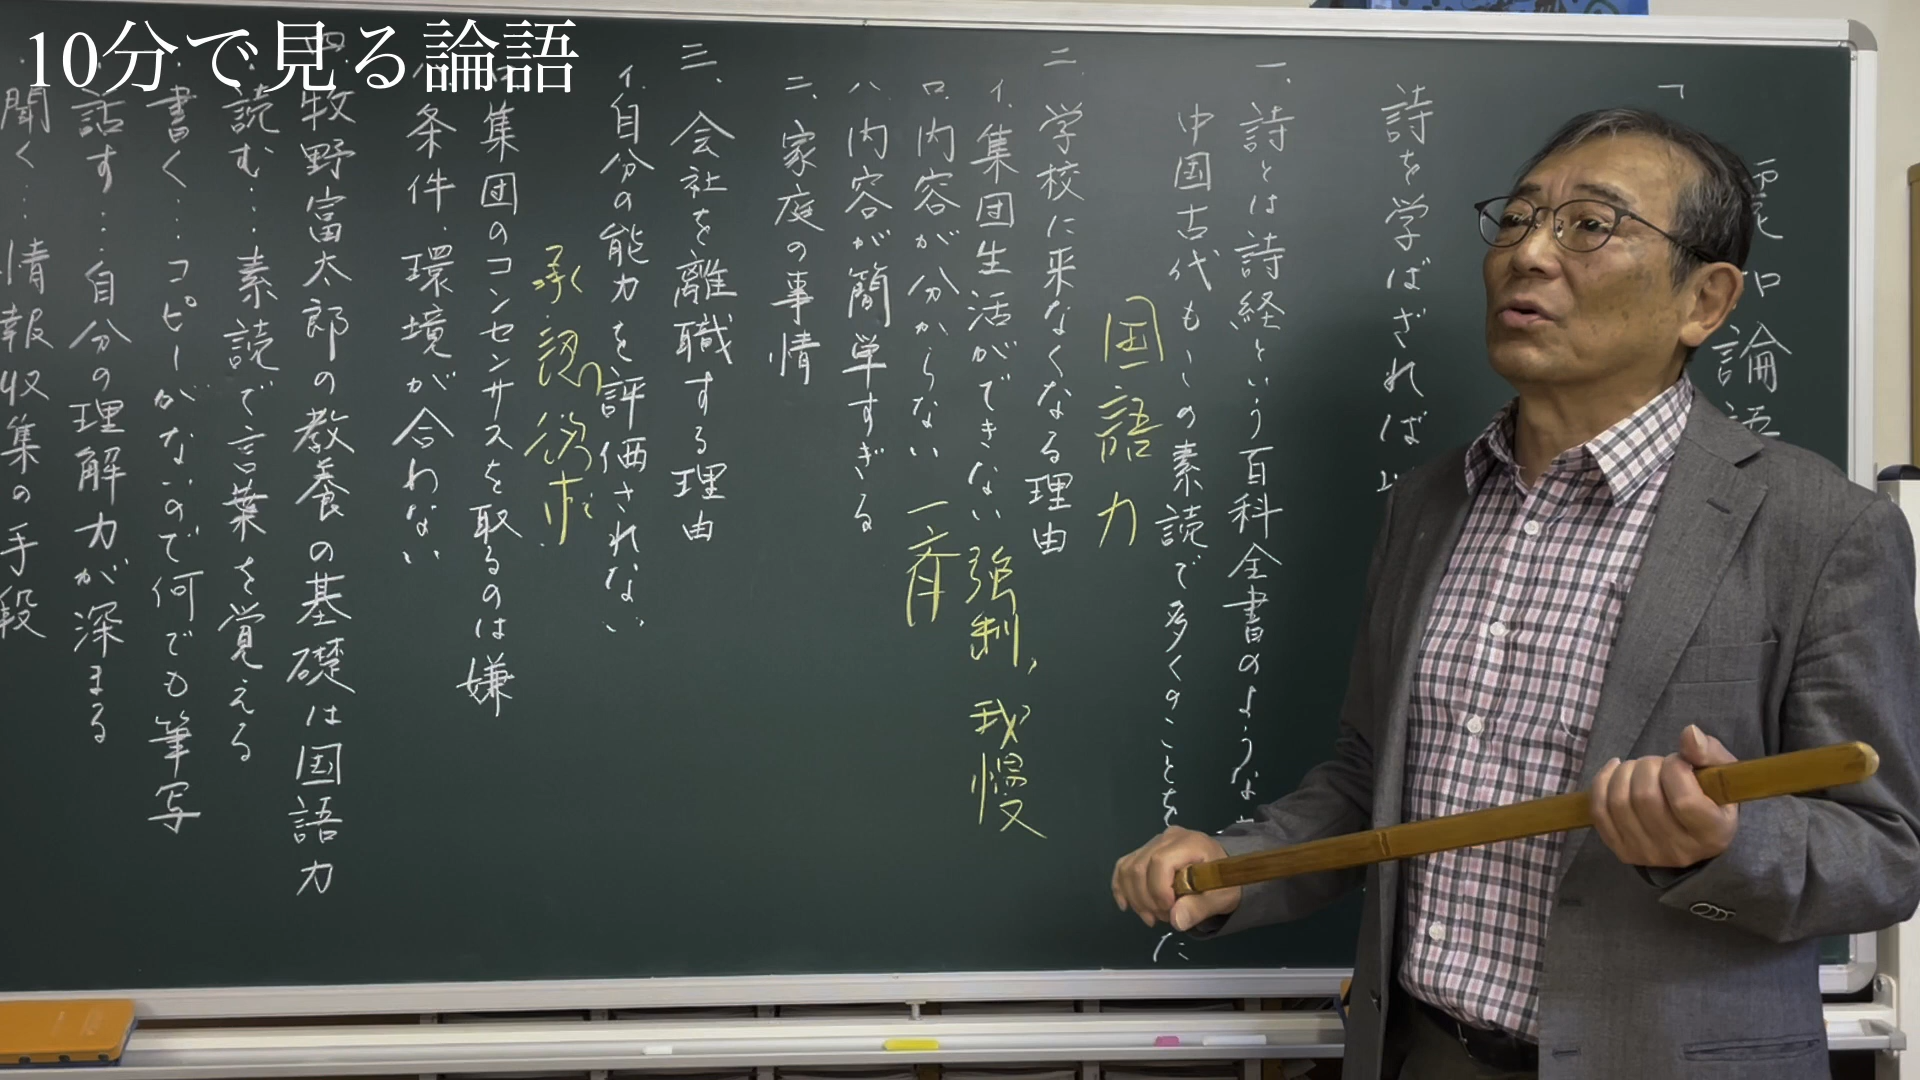 10分で見る論語
論語
「詩を学ばざれば以
一、詩とは詩経という百科全書のような
中国古代も子の素読で多くのことを
国語力
二、学校に来なくなる理由
イ.集団生活ができない 強制,我慢
ロ.内容が分からない 一斉
ハ.内容が簡単すぎる
ニ.家庭の事情
三、会社を離職する理由
イ.自分の能力を評価されない
承認欲求
集団のコンセンサスを取るのは嫌
ハ条件・環境が合わない
牧野富太郎の教養の基礎は国語力
読む…素読で言葉を覚える
書く…コピーがないので何でも筆写
話す…自分の理解力が深まる
聞く…情報収集の手段